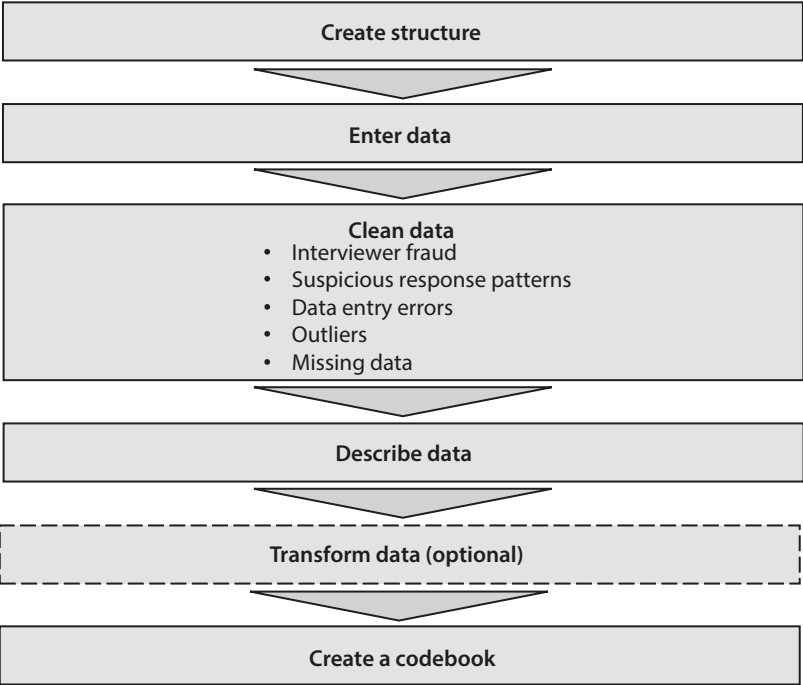 Create structure
Enter data
Clean data
• Interviewer fraud
• Suspicious response patterns
• Data entry errors
• Outliers
• Missing data
Describe data
Transform data (optional)
Create a codebook